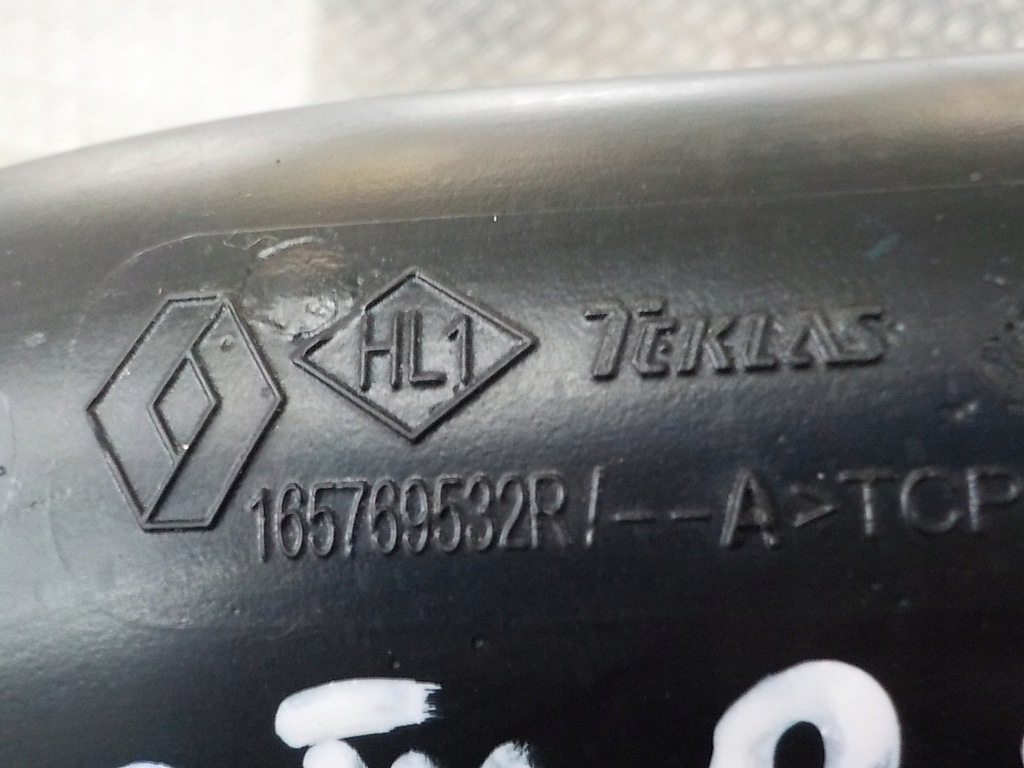 HL1 TEKLAS
165769532R/--A>TCP